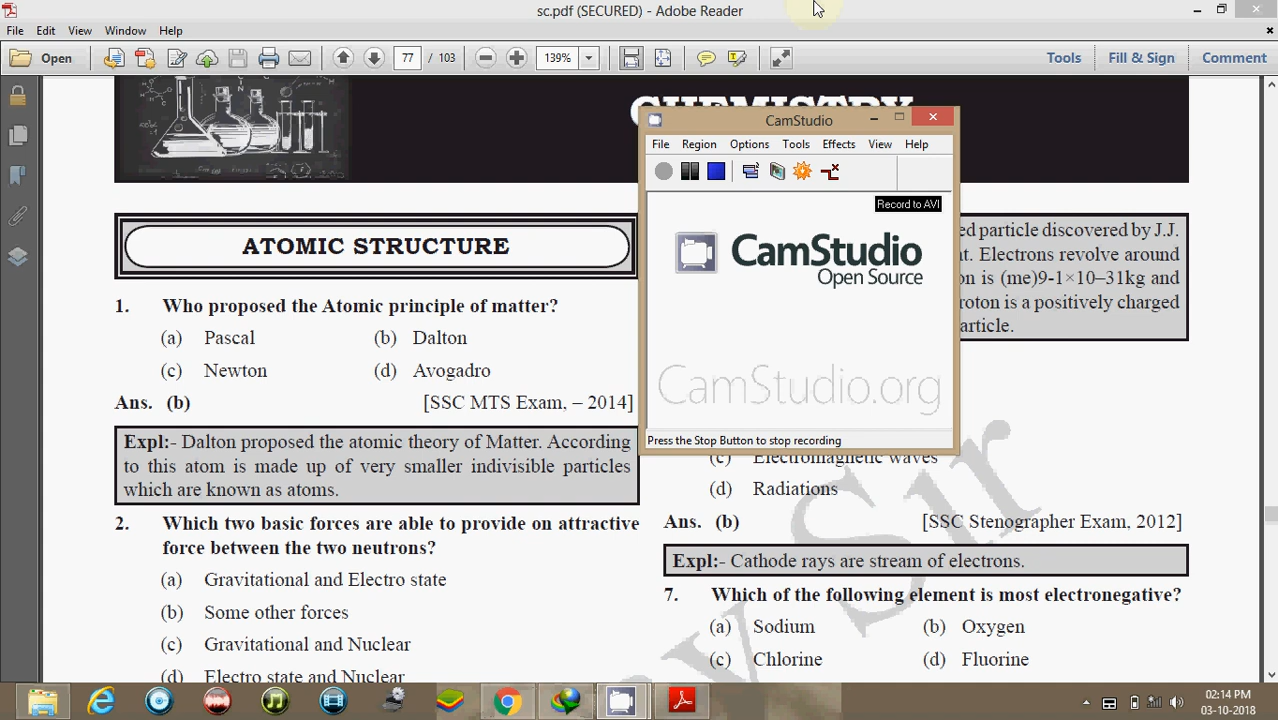 sc.pdf (SECURED) - Adobe Reader
File Edit View Window Help
Open 77 / 103 139% Tools Fill & Sign Comment
CHEMISTRY
ATOMIC STRUCTURE
1. Who proposed the Atomic principle of matter?
(a) Pascal (b) Dalton
(c) Newton (d) Avogadro
Ans. (b) [SSC MTS Exam, – 2014]
Expl:- Dalton proposed the atomic theory of Matter. According
to this atom is made up of very smaller indivisible particles
which are known as atoms.
2. Which two basic forces are able to provide on attractive
force between the two neutrons?
(a) Gravitational and Electro state
(b) Some other forces
(c) Gravitational and Nuclear
(d) Electro state and Nuclear
CamStudio
File Region Options Tools Effects View Help
Record to AVI
CamStudio
Open Source
CamStudio.org
Press the Stop Button to stop recording
ed particle discovered by J.J.
nt. Electrons revolve around
on is (me)9-1×10–31kg and
roton is a positively charged
article.
(c) Electromagnetic waves
(d) Radiations
Ans. (b) [SSC Stenographer Exam, 2012]
Expl:- Cathode rays are stream of electrons.
7. Which of the following element is most electronegative?
(a) Sodium (b) Oxygen
(c) Chlorine (d) Fluorine
Sir
02:14 PM
03-10-2018